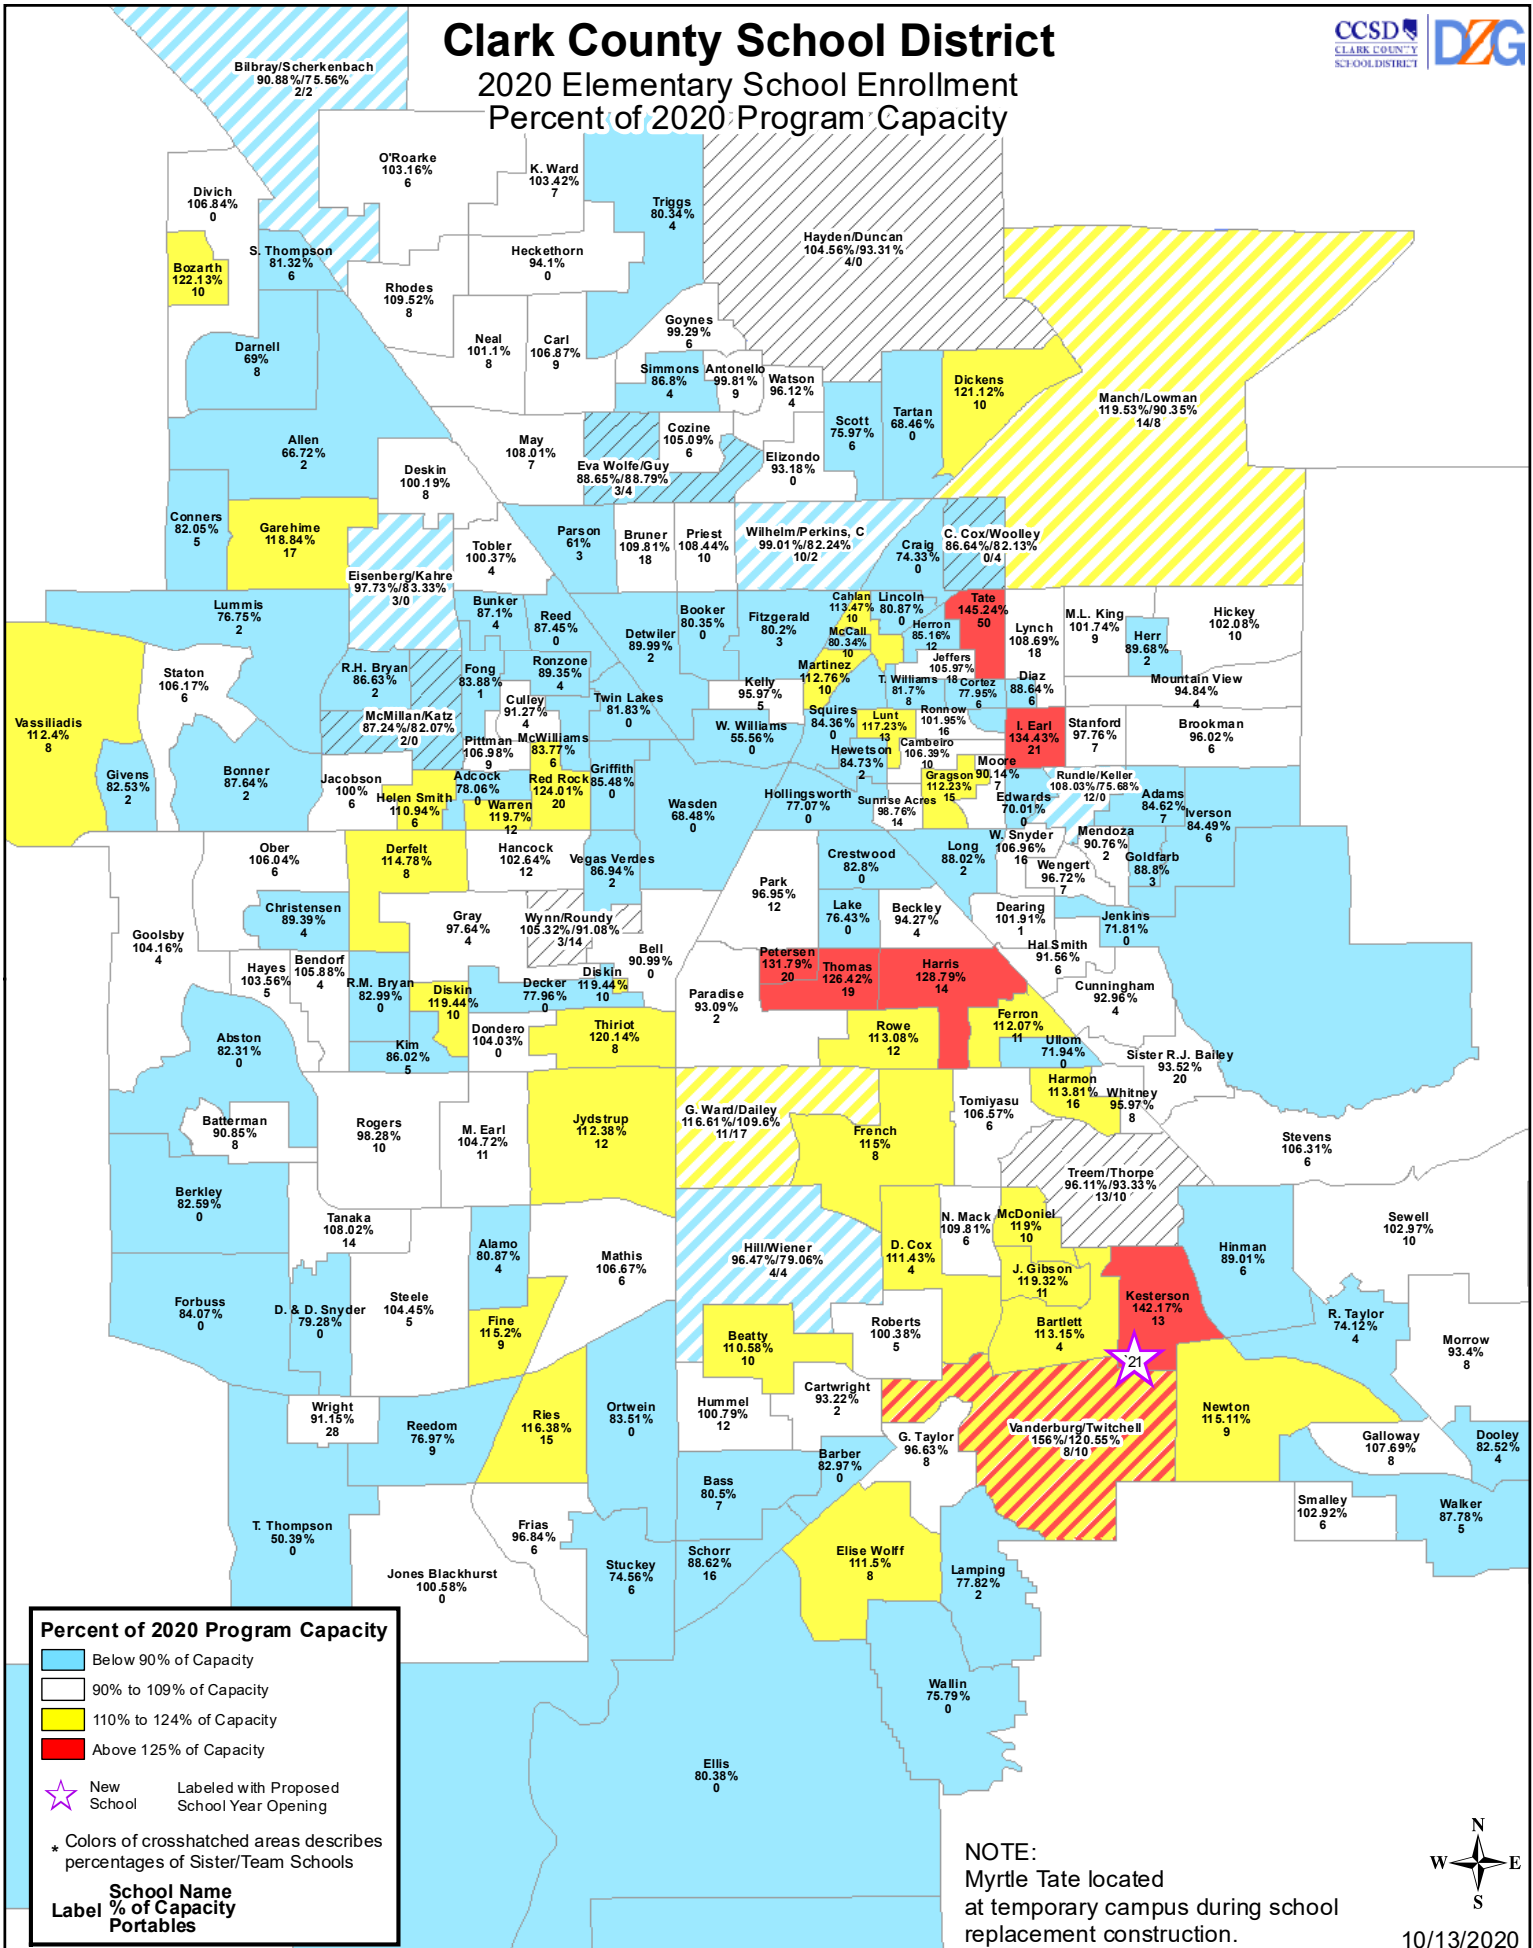 Clark County School District
2020 Elementary School Enrollment
Percent of 2020 Program Capacity
CCSD
CLARK COUNTY
SCHOOL DISTRICT
DZG
Bilbray/Scherkenbach
90.88%/75.56%
2/2
O'Roarke
103.16%
6
K. Ward
103.42%
7
Divich
106.84%
0
Triggs
80.34%
4
Hayden/Duncan
104.56%/93.31%
4/0
S. Thompson
81.32%
6
Bozarth
122.13%
10
Heckethorn
94.1%
0
Rhodes
109.52%
8
Goynes
99.29%
6
Neal
101.1%
8
Carl
106.87%
9
Darnell
69%
8
Simmons
86.8%
4
Antonello
99.81%
9
Watson
96.12%
4
Dickens
121.12%
10
Manch/Lowman
119.53%/90.35%
14/8
Scott
75.97%
6
Tartan
68.46%
0
Allen
66.72%
2
May
108.01%
7
Cozine
105.09%
6
Elizondo
93.18%
0
Eva Wolfe/Guy
88.65%/88.79%
3/4
Deskin
100.19%
8
Conners
82.05%
5
Garehime
118.84%
17
Tobler
100.37%
4
Parson
61%
3
Bruner
109.81%
18
Priest
108.44%
10
Wilhelm/Perkins, C
99.01%/82.24%
10/2
Craig
74.33%
0
C. Cox/Woolley
86.64%/82.13%
0/4
Eisenberg/Kahre
97.73%/83.33%
3/0
Lummis
76.75%
2
Bunker
87.1%
4
Reed
87.45%
0
Detwiler
89.99%
2
Booker
80.35%
0
Fitzgerald
80.2%
3
Cahlan
113.47%
10
Lincoln
80.87%
0
Tate
145.24%
50
Herron
85.16%
12
McCall
80.34%
10
Lynch
108.69%
18
M.L. King
101.74%
9
Herr
89.68%
2
Hickey
102.08%
10
Staton
106.17%
6
R.H. Bryan
86.63%
2
Fong
83.88%
1
Ronzone
89.35%
4
Martinez
112.76%
10
Jeffers
105.97%
18
T. Williams
81.7%
8
Cortez
77.95%
6
Diaz
88.64%
6
Mountain View
94.84%
4
Kelly
95.97%
5
Culley
91.27%
4
Twin Lakes
81.83%
0
Vassiliadis
112.4%
8
McMillan/Katz
87.24%/82.07%
2/0
W. Williams
55.56%
0
Squires
84.36%
0
Lunt
117.23%
13
Ronnow
101.95%
16
I. Earl
134.43%
21
Stanford
97.76%
7
Brookman
96.02%
6
Pittman
106.98%
9
McWilliams
83.77%
6
Hewetson
84.73%
2
Cambeiro
106.39%
10
Moore
90.14%
7
Givens
82.53%
2
Bonner
87.64%
2
Jacobson
100%
6
Adcock
78.06%
0
Red Rock
124.01%
20
Griffith
85.48%
0
Gragson
112.23%
15
Rundle/Keller
108.03%/75.68%
12/0
Helen Smith
110.94%
6
Warren
119.7%
12
Wasden
68.48%
0
Hollingsworth
77.07%
0
Sunrise Acres
98.76%
14
Edwards
70.01%
0
Adams
84.62%
7
Iverson
84.49%
6
Ober
106.04%
6
Derfelt
114.78%
8
Hancock
102.64%
12
Vegas Verdes
86.94%
2
Crestwood
82.8%
0
Long
88.02%
2
W. Snyder
106.96%
16
Mendoza
90.76%
2
Goldfarb
88.8%
3
Wengert
96.72%
7
Park
96.95%
12
Christensen
89.39%
4
Gray
97.64%
4
Wynn/Roundy
105.32%/91.08%
3/14
Lake
76.43%
0
Beckley
94.27%
4
Dearing
101.91%
1
Jenkins
71.81%
0
Goolsby
104.16%
4
Bell
90.99%
0
Hal Smith
91.56%
6
Hayes
103.56%
5
Bendorf
105.88%
4
R.M. Bryan
82.99%
0
Diskin
119.44%
10
Decker
77.96%
0
Diskin
119.44%
10
Petersen
131.79%
20
Thomas
126.42%
19
Harris
128.79%
14
Cunningham
92.96%
4
Paradise
93.09%
2
Abston
82.31%
0
Kim
86.02%
5
Dondero
104.03%
0
Thiriot
120.14%
8
Rowe
113.08%
12
Ferron
112.07%
11
Ullom
71.94%
0
Sister R.J. Bailey
93.52%
20
Harmon
113.81%
16
Whitney
95.97%
8
Batterman
90.85%
8
Rogers
98.28%
10
M. Earl
104.72%
11
Jydstrup
112.38%
12
G. Ward/Dailey
116.61%/109.6%
11/17
French
115%
8
Tomiyasu
106.57%
6
Stevens
106.31%
6
Treem/Thorpe
96.11%/93.33%
13/10
Berkley
82.59%
0
Tanaka
108.02%
14
Alamo
80.87%
4
Mathis
106.67%
6
Hill/Wiener
96.47%/79.06%
4/4
D. Cox
111.43%
4
N. Mack
109.81%
6
McDoniel
119%
10
Hinman
89.01%
6
Sewell
102.97%
10
J. Gibson
119.32%
11
Forbuss
84.07%
0
D. & D. Snyder
79.28%
0
Steele
104.45%
5
Fine
115.2%
9
Beatty
110.58%
10
Roberts
100.38%
5
Bartlett
113.15%
4
Kesterson
142.17%
13
R. Taylor
74.12%
4
Morrow
93.4%
8
'21
Wright
91.15%
28
Reedom
76.97%
9
Ries
116.38%
15
Ortwein
83.51%
0
Hummel
100.79%
12
Cartwright
93.22%
2
G. Taylor
96.63%
8
Vanderburg/Twitchell
156%/120.55%
8/10
Newton
115.11%
9
Galloway
107.69%
8
Dooley
82.52%
4
Barber
82.97%
0
Bass
80.5%
7
T. Thompson
50.39%
0
Frias
96.84%
6
Smalley
102.92%
6
Walker
87.78%
5
Jones Blackhurst
100.58%
0
Stuckey
74.56%
6
Schorr
88.62%
16
Elise Wolff
111.5%
8
Lamping
77.82%
2
Wallin
75.79%
0
Ellis
80.38%
0
Percent of 2020 Program Capacity
Below 90% of Capacity
90% to 109% of Capacity
110% to 124% of Capacity
Above 125% of Capacity
New
School
Labeled with Proposed
School Year Opening
* Colors of crosshatched areas describes
percentages of Sister/Team Schools
Label
School Name
% of Capacity
Portables
NOTE:
Myrtle Tate located
at temporary campus during school
replacement construction.
N
W E
S
10/13/2020